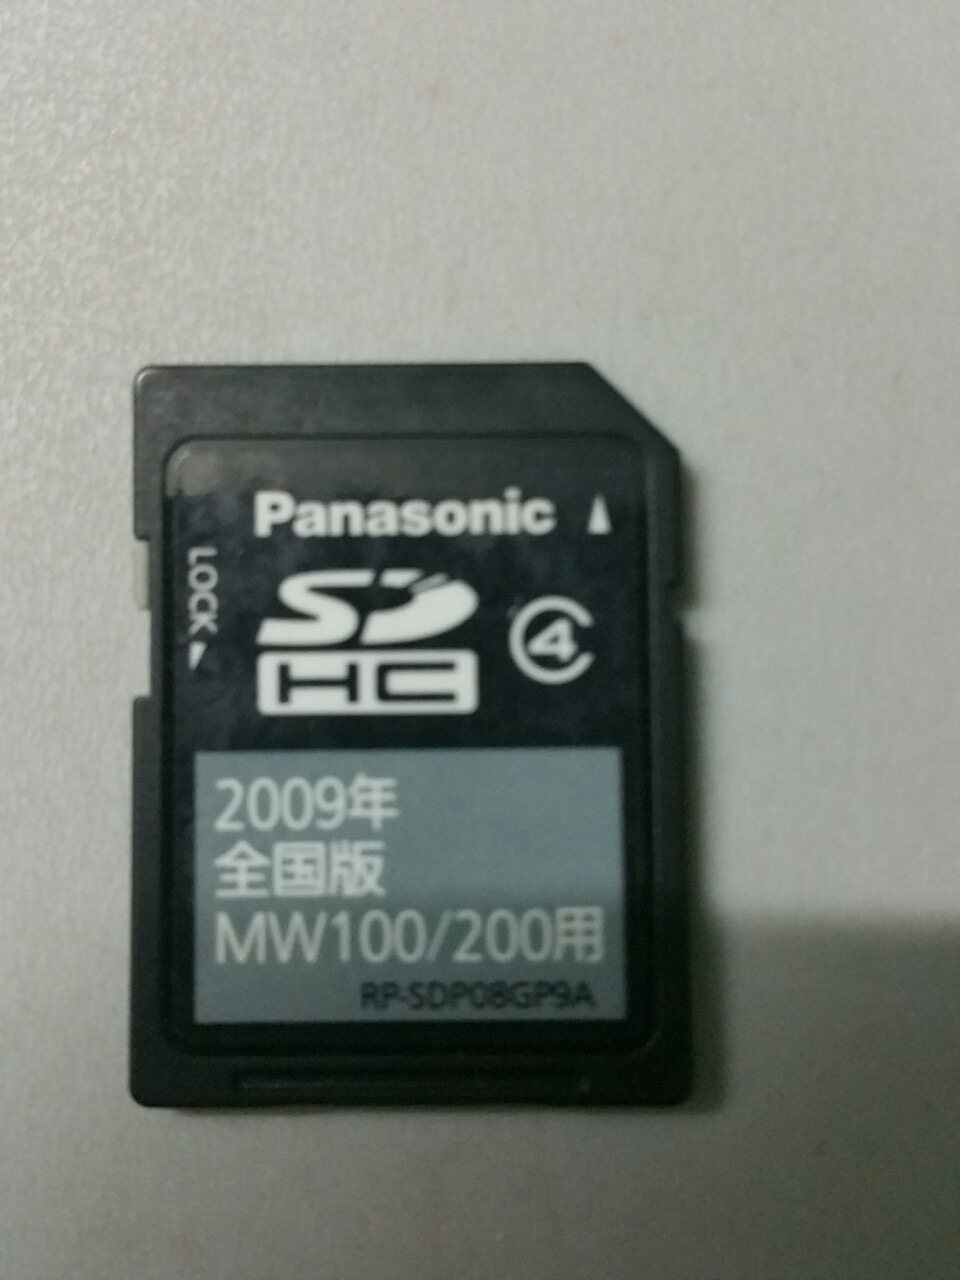 Panasonic
LOCK
SD
HC
4
2009年
全国版
MW100/200用
RP-SDP08GP9A